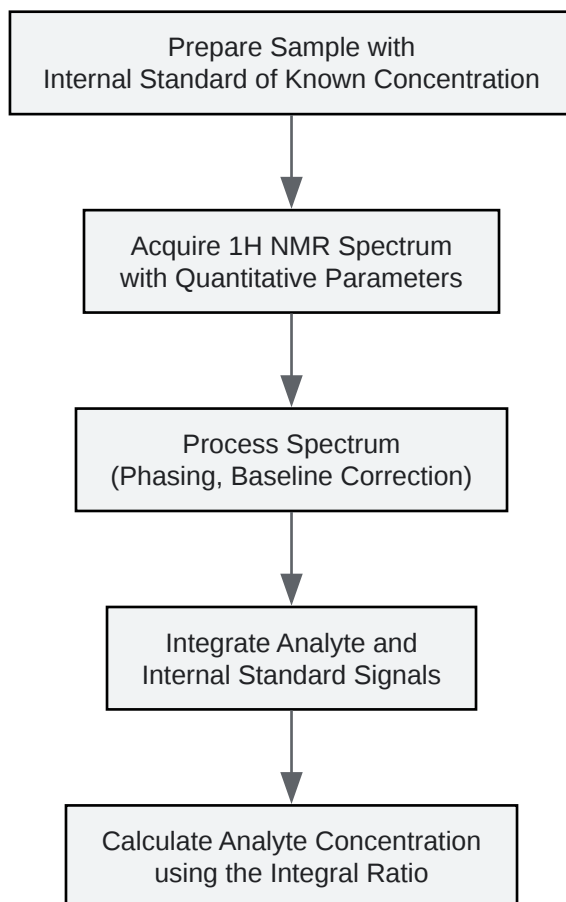 Prepare Sample with
Internal Standard of Known Concentration
Acquire 1H NMR Spectrum
with Quantitative Parameters
Process Spectrum
(Phasing, Baseline Correction)
Integrate Analyte and
Internal Standard Signals
Calculate Analyte Concentration
using the Integral Ratio